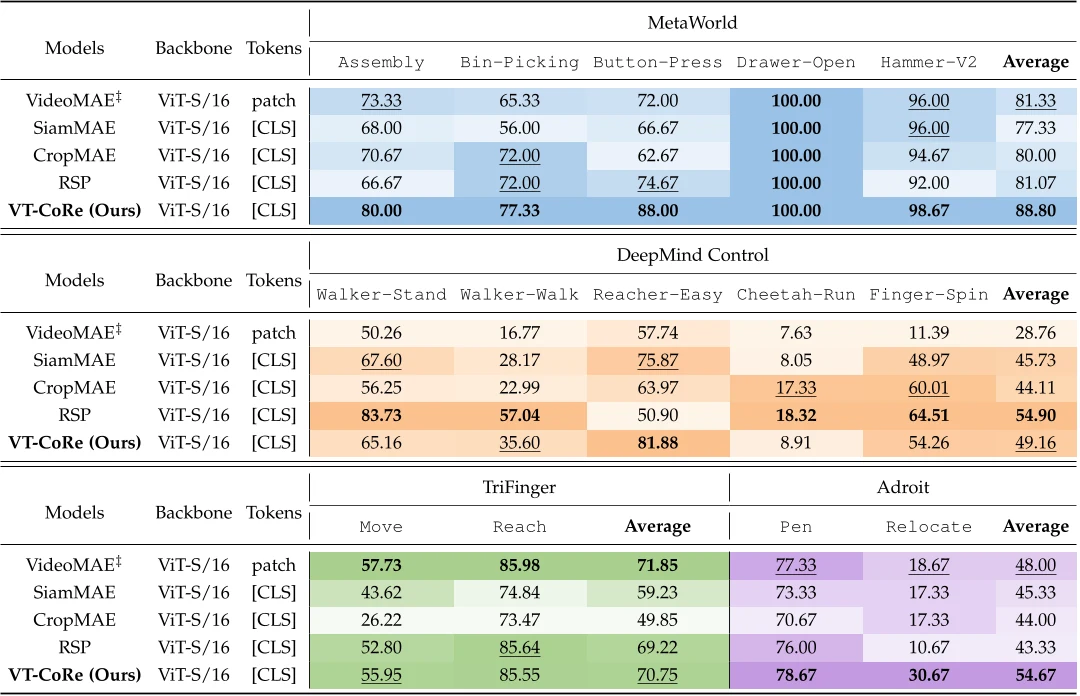 Models Backbone Tokens MetaWorld
Assembly Bin-Picking Button-Press Drawer-Open Hammer-V2 Average
VideoMAE‡ ViT-S/16 patch 73.33 65.33 72.00 100.00 96.00 81.33
SiamMAE ViT-S/16 [CLS] 68.00 56.00 66.67 100.00 96.00 77.33
CropMAE ViT-S/16 [CLS] 70.67 72.00 62.67 100.00 94.67 80.00
RSP ViT-S/16 [CLS] 66.67 72.00 74.67 100.00 92.00 81.07
VT-CoRe (Ours) ViT-S/16 [CLS] 80.00 77.33 88.00 100.00 98.67 88.80
Models Backbone Tokens DeepMind Control
Walker-Stand Walker-Walk Reacher-Easy Cheetah-Run Finger-Spin Average
VideoMAE‡ ViT-S/16 patch 50.26 16.77 57.74 7.63 11.39 28.76
SiamMAE ViT-S/16 [CLS] 67.60 28.17 75.87 8.05 48.97 45.73
CropMAE ViT-S/16 [CLS] 56.25 22.99 63.97 17.33 60.01 44.11
RSP ViT-S/16 [CLS] 83.73 57.04 50.90 18.32 64.51 54.90
VT-CoRe (Ours) ViT-S/16 [CLS] 65.16 35.60 81.88 8.91 54.26 49.16
Models Backbone Tokens TriFinger Adroit
Move Reach Average Pen Relocate Average
VideoMAE‡ ViT-S/16 patch 57.73 85.98 71.85 77.33 18.67 48.00
SiamMAE ViT-S/16 [CLS] 43.62 74.84 59.23 73.33 17.33 45.33
CropMAE ViT-S/16 [CLS] 26.22 73.47 49.85 70.67 17.33 44.00
RSP ViT-S/16 [CLS] 52.80 85.64 69.22 76.00 10.67 43.33
VT-CoRe (Ours) ViT-S/16 [CLS] 55.95 85.55 70.75 78.67 30.67 54.67